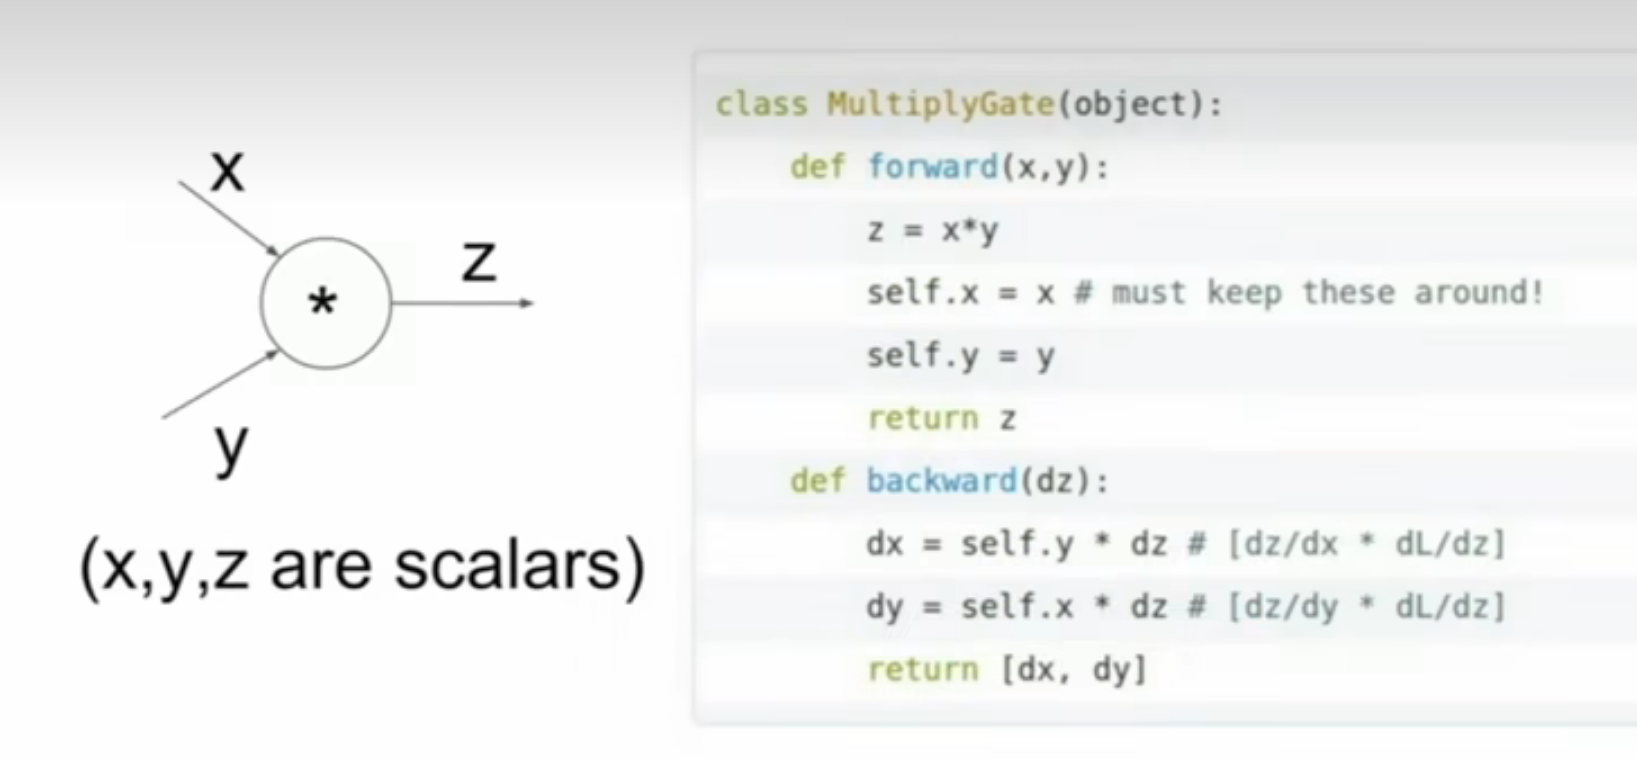 x
*
z
y
(x,y,z are scalars)
class MultiplyGate(object):
    def forward(x,y):
        z = x*y
        self.x = x # must keep these around!
        self.y = y
        return z
    def backward(dz):
        dx = self.y * dz # [dz/dx * dL/dz]
        dy = self.x * dz # [dz/dy * dL/dz]
        return [dx, dy]